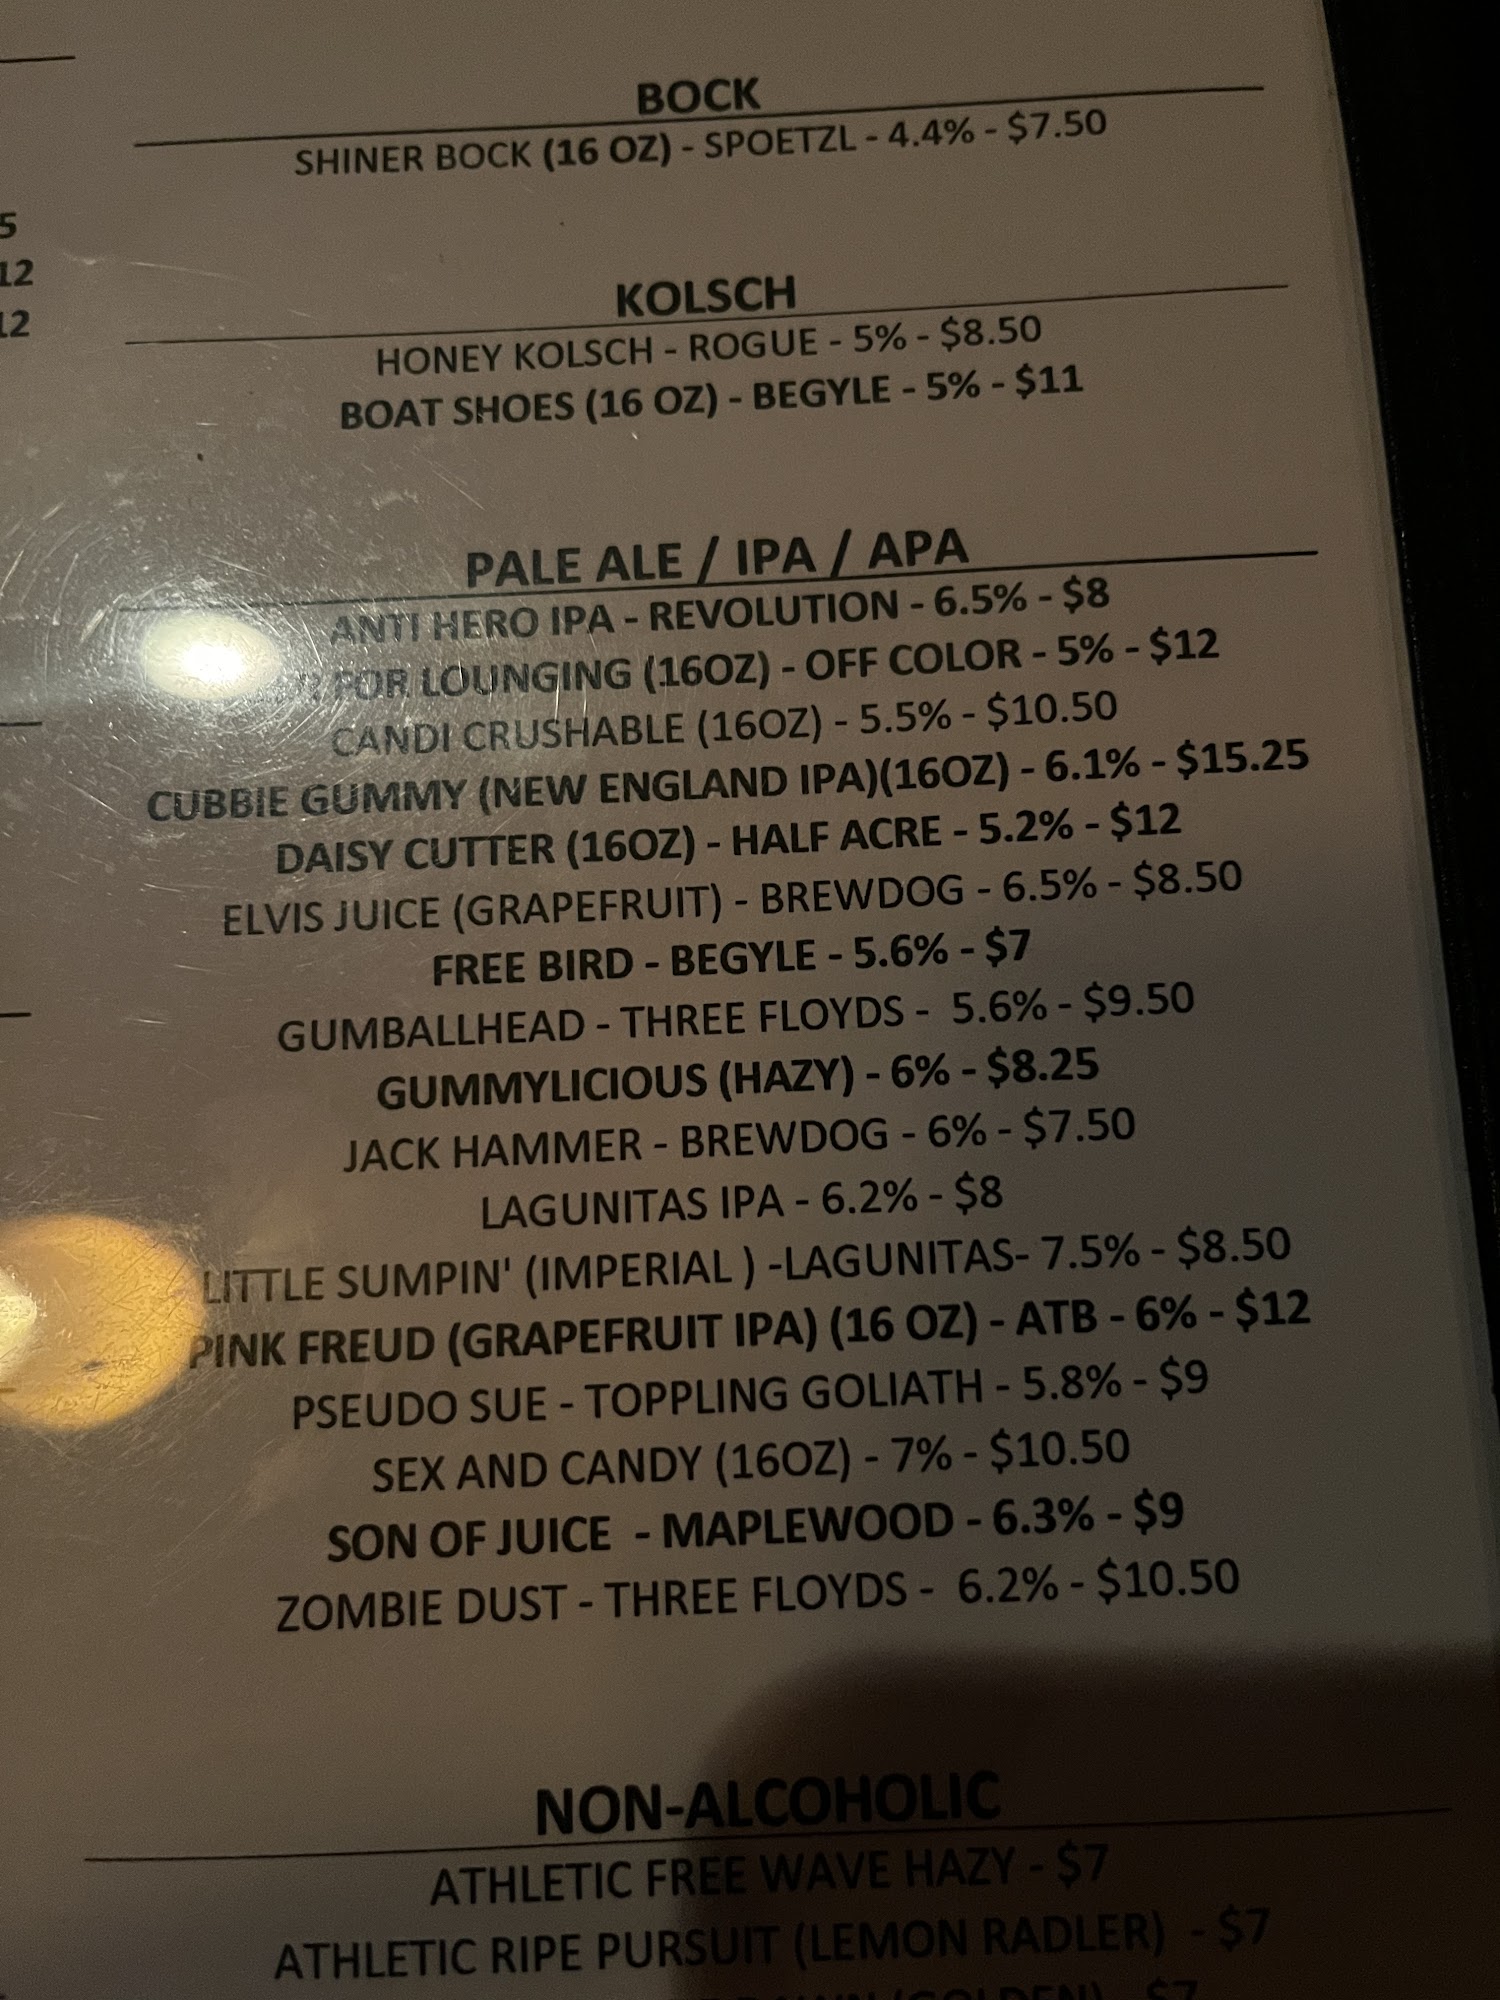 5
12
12
BOCK
SHINER BOCK (16 OZ) - SPOETZL - 4.4% - $7.50
KOLSCH
HONEY KOLSCH - ROGUE - 5% - $8.50
BOAT SHOES (16 OZ) - BEGYLE - 5% - $11
PALE ALE / IPA / APA
ANTI HERO IPA - REVOLUTION - 6.5% - $8
FOR LOUNGING (16OZ) - OFF COLOR - 5% - $12
CANDI CRUSHABLE (16OZ) - 5.5% - $10.50
CUBBIE GUMMY (NEW ENGLAND IPA)(16OZ) - 6.1% - $15.25
DAISY CUTTER (16OZ) - HALF ACRE - 5.2% - $12
ELVIS JUICE (GRAPEFRUIT) - BREWDOG - 6.5% - $8.50
FREE BIRD - BEGYLE - 5.6% - $7
GUMBALLHEAD - THREE FLOYDS - 5.6% - $9.50
GUMMYLICIOUS (HAZY) - 6% - $8.25
JACK HAMMER - BREWDOG - 6% - $7.50
LAGUNITAS IPA - 6.2% - $8
LITTLE SUMPIN' (IMPERIAL ) -LAGUNITAS- 7.5% - $8.50
PINK FREUD (GRAPEFRUIT IPA) (16 OZ) - ATB - 6% - $12
PSEUDO SUE - TOPPLING GOLIATH - 5.8% - $9
SEX AND CANDY (16OZ) - 7% - $10.50
SON OF JUICE - MAPLEWOOD - 6.3% - $9
ZOMBIE DUST - THREE FLOYDS - 6.2% - $10.50
NON-ALCOHOLIC
ATHLETIC FREE WAVE HAZY - $7
ATHLETIC RIPE PURSUIT (LEMON RADLER) - $7
(GOLDEN) - $7